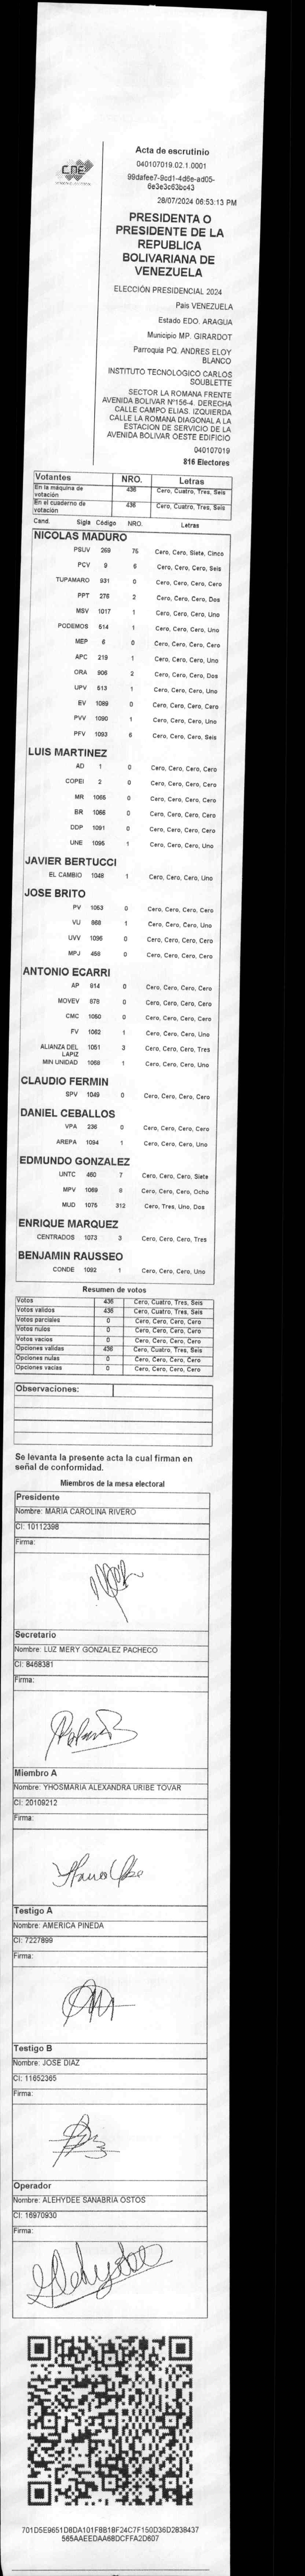 CNE
Acta de escrutinio
040107019.02.1.0001
99dafee7-9cd1-4d6e-ad05-
6e3e3c63bc43
28/07/2024 06:53:13 PM
PRESIDENTA O
PRESIDENTE DE LA
REPUBLICA
BOLIVARIANA DE
VENEZUELA
ELECCIÓN PRESIDENCIAL 2024
Pais VENEZUELA
Estado EDO. ARAGUA
Municipio MP. GIRARDOT
Parroquia PQ. ANDRES ELOY
BLANCO
INSTITUTO TECNOLOGICO CARLOS
SOUBLETTE
SECTOR LA ROMANA FRENTE
AVENIDA BOLIVAR N°156-4. DERECHA
CALLE CAMPO ELIAS. IZQUIERDA
CALLE LA ROMANA DIAGONAL A LA
ESTACION DE SERVICIO DE LA
AVENIDA BOLIVAR OESTE EDIFICIO
040107019
816 Electores
Votantes NRO. Letras
En la máquina de votación 436 Cero, Cuatro, Tres, Seis
En el cuaderno de votación 436 Cero, Cuatro, Tres, Seis
Cand. Sigla Código NRO. Letras
NICOLAS MADURO
PSUV 269 75 Cero, Cero, Siete, Cinco
PCV 9 6 Cero, Cero, Cero, Seis
TUPAMARO 931 0 Cero, Cero, Cero, Cero
PPT 276 2 Cero, Cero, Cero, Dos
MSV 1017 1 Cero, Cero, Cero, Uno
PODEMOS 514 1 Cero, Cero, Cero, Uno
MEP 6 0 Cero, Cero, Cero, Cero
APC 219 1 Cero, Cero, Cero, Uno
ORA 906 2 Cero, Cero, Cero, Dos
UPV 513 1 Cero, Cero, Cero, Uno
EV 1089 0 Cero, Cero, Cero, Cero
PVV 1090 1 Cero, Cero, Cero, Uno
PFV 1093 6 Cero, Cero, Cero, Seis
LUIS MARTINEZ
AD 1 0 Cero, Cero, Cero, Cero
COPEI 2 0 Cero, Cero, Cero, Cero
MR 1065 0 Cero, Cero, Cero, Cero
BR 1066 0 Cero, Cero, Cero, Cero
DDP 1091 0 Cero, Cero, Cero, Cero
UNE 1095 1 Cero, Cero, Cero, Uno
JAVIER BERTUCCI
EL CAMBIO 1048 1 Cero, Cero, Cero, Uno
JOSE BRITO
PV 1053 0 Cero, Cero, Cero, Cero
VU 868 1 Cero, Cero, Cero, Uno
UVV 1096 0 Cero, Cero, Cero, Cero
MPJ 458 0 Cero, Cero, Cero, Cero
ANTONIO ECARRI
AP 914 0 Cero, Cero, Cero, Cero
MOVEV 878 0 Cero, Cero, Cero, Cero
CMC 1050 0 Cero, Cero, Cero, Cero
FV 1062 1 Cero, Cero, Cero, Uno
ALIANZA DEL LAPIZ 1051 3 Cero, Cero, Cero, Tres
MIN UNIDAD 1068 1 Cero, Cero, Cero, Uno
CLAUDIO FERMIN
SPV 1049 0 Cero, Cero, Cero, Cero
DANIEL CEBALLOS
VPA 236 0 Cero, Cero, Cero, Cero
AREPA 1094 1 Cero, Cero, Cero, Uno
EDMUNDO GONZALEZ
UNTC 460 7 Cero, Cero, Cero, Siete
MPV 1069 8 Cero, Cero, Cero, Ocho
MUD 1075 312 Cero, Tres, Uno, Dos
ENRIQUE MARQUEZ
CENTRADOS 1073 3 Cero, Cero, Cero, Tres
BENJAMIN RAUSSEO
CONDE 1092 1 Cero, Cero, Cero, Uno
Resumen de votos
Votos 436 Cero, Cuatro, Tres, Seis
Votos validos 436 Cero, Cuatro, Tres, Seis
Votos parciales 0 Cero, Cero, Cero, Cero
Votos nulos 0 Cero, Cero, Cero, Cero
Votos vacios 0 Cero, Cero, Cero, Cero
Opciones validas 436 Cero, Cuatro, Tres, Seis
Opciones nulas 0 Cero, Cero, Cero, Cero
Opciones vacias 0 Cero, Cero, Cero, Cero
Observaciones:
Se levanta la presente acta la cual firman en
señal de conformidad.
Miembros de la mesa electoral
Presidente
Nombre: MARIA CAROLINA RIVERO
CI: 10112398
Firma:
Secretario
Nombre: LUZ MERY GONZALEZ PACHECO
CI: 8468381
Firma:
Miembro A
Nombre: YHOSMARIA ALEXANDRA URIBE TOVAR
CI: 20109212
Firma:
Testigo A
Nombre: AMERICA PINEDA
CI: 7227899
Firma:
Testigo B
Nombre: JOSE DIAZ
CI: 11652365
Firma:
Operador
Nombre: ALEHYDEE SANABRIA OSTOS
CI: 16970930
Firma:
701D5E9651D8DA101F8B18F24C7F150D36D2B38437
565AAEEDAA68DCFFA2D607